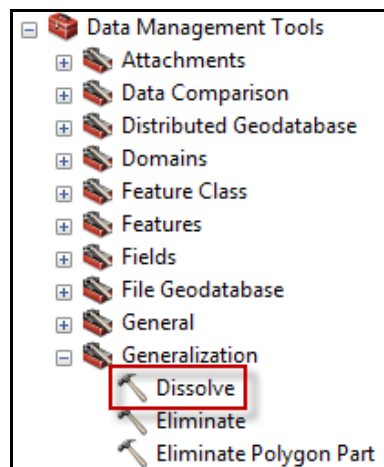 Data Management Tools
Attachments
Data Comparison
Distributed Geodatabase
Domains
Feature Class
Features
Fields
File Geodatabase
General
Generalization
Dissolve
Eliminate
Eliminate Polygon Part